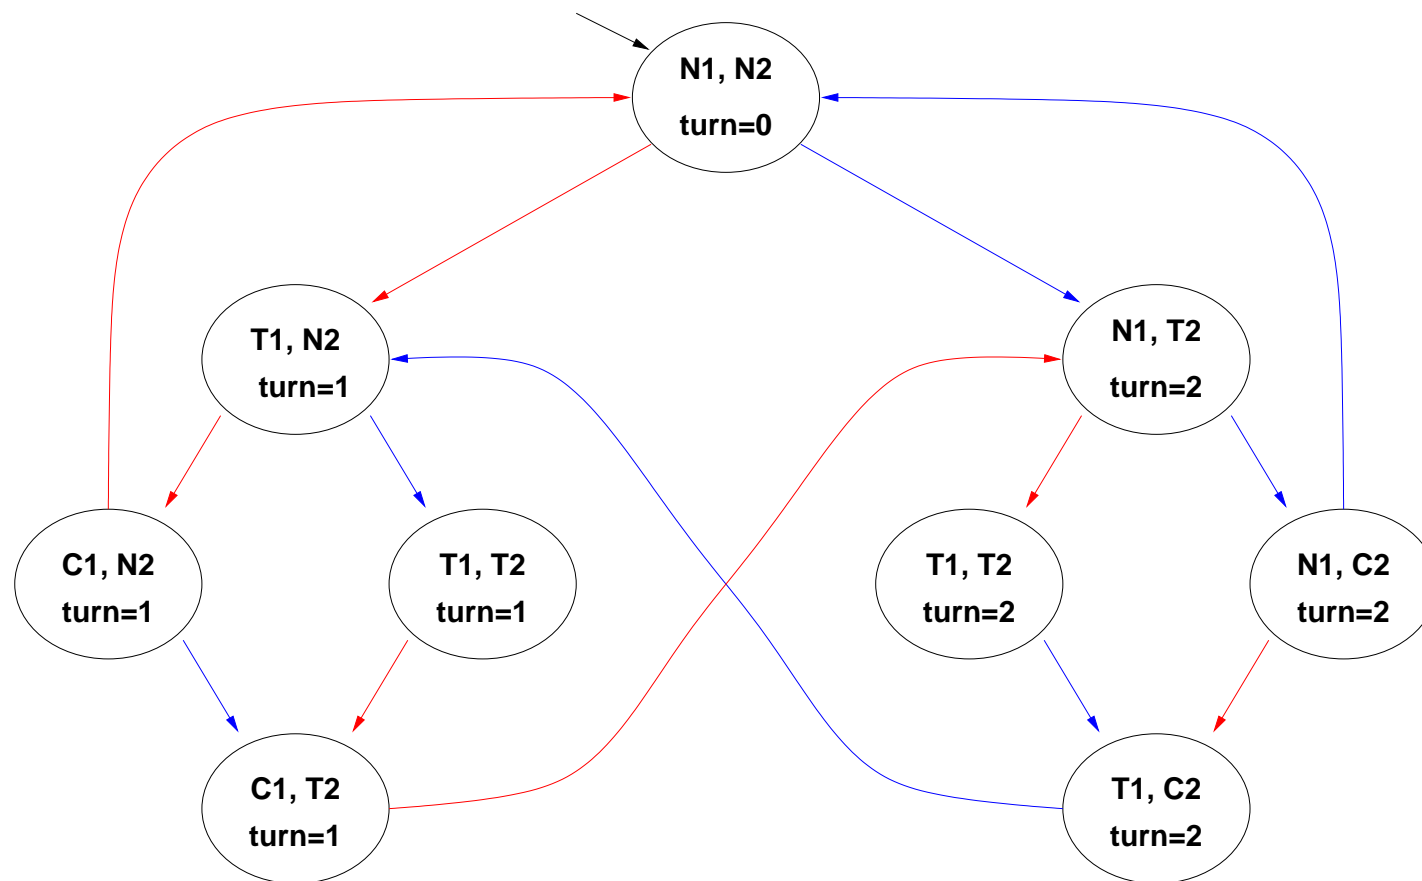 N1, N2
turn=0
T1, N2
turn=1
N1, T2
turn=2
C1, N2
turn=1
T1, T2
turn=1
T1, T2
turn=2
N1, C2
turn=2
C1, T2
turn=1
T1, C2
turn=2